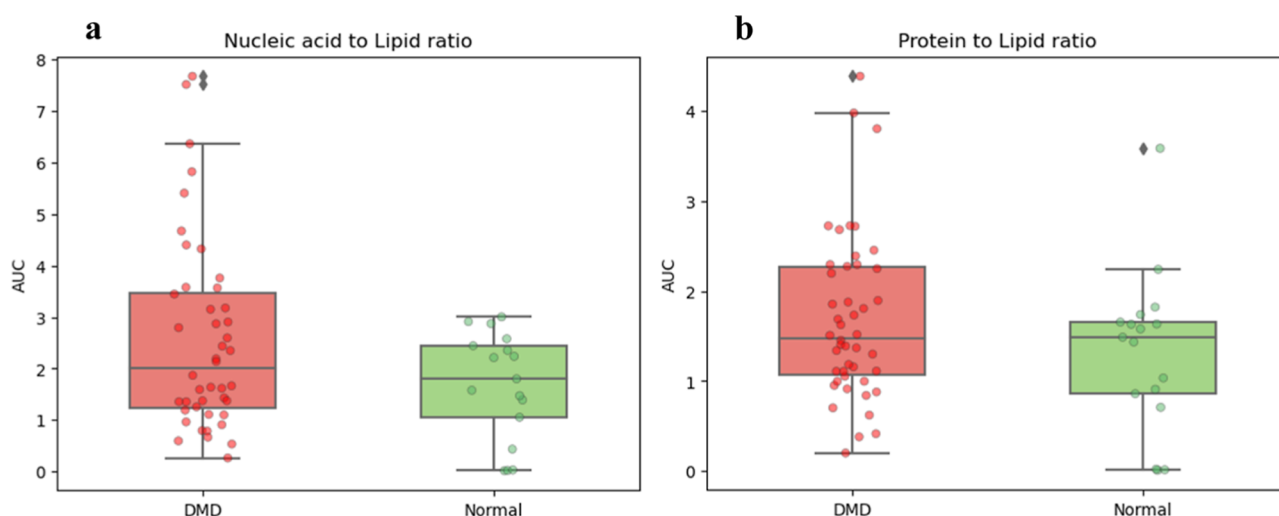 a
Nucleic acid to Lipid ratio
8
7
6
5
4
3
2
1
0
AUC
DMD
Normal
b
Protein to Lipid ratio
4
3
2
1
0
AUC
DMD
Normal